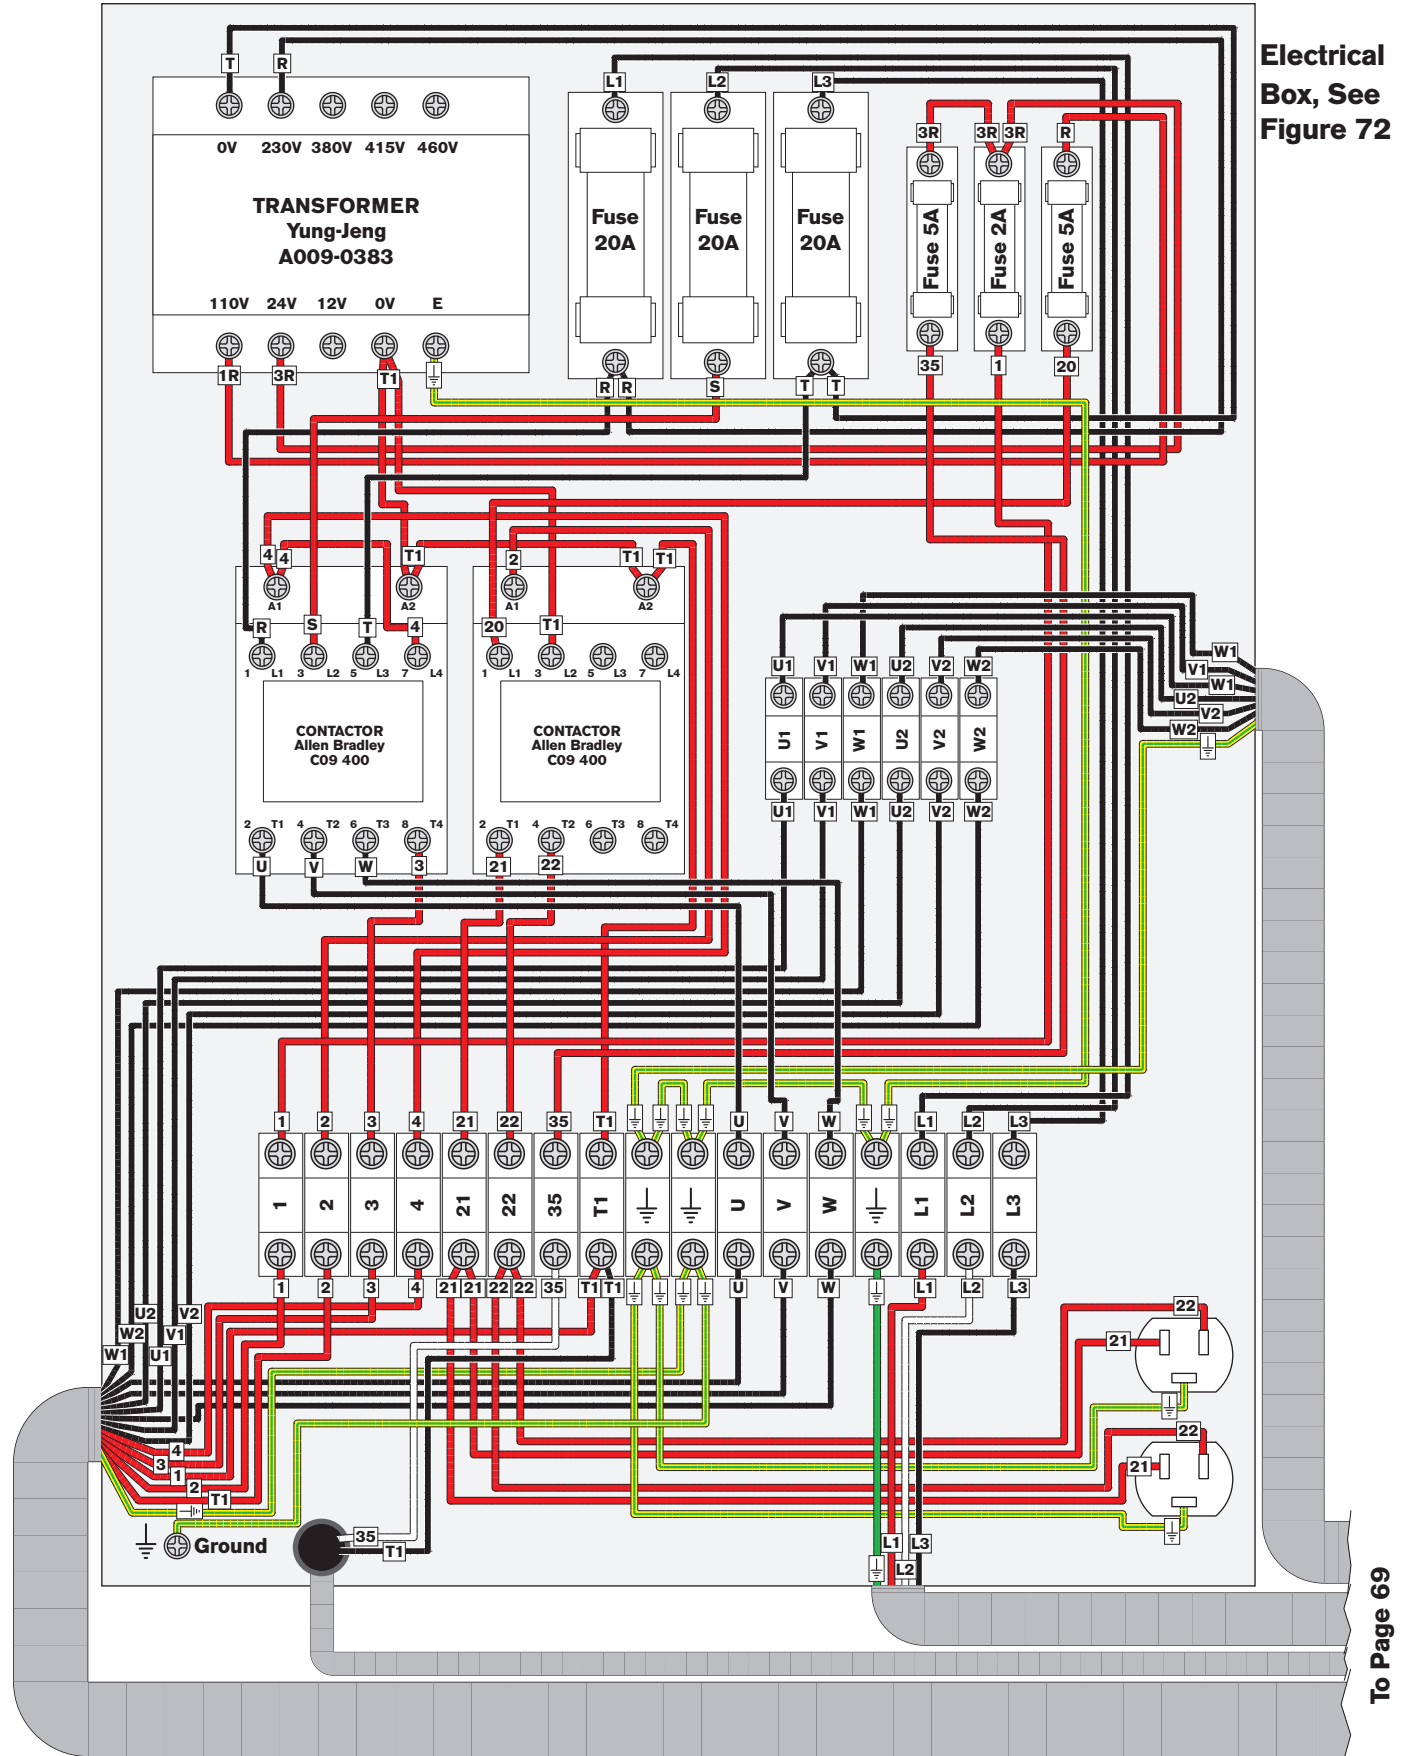 Electrical
Box, See
Figure 72
T R
0V 230V 380V 415V 460V
TRANSFORMER
Yung-Jeng
A009-0383
110V 24V 12V 0V E
1R 3R T1
L1 L2 L3
Fuse
20A
Fuse
20A
Fuse
20A
R R S T T
3R 3R 3R R
Fuse 5A
Fuse 2A
Fuse 5A
35 1 20
4 4 T1 2 T1 T1
A1 A2 A1 A2
R S T 4 20 T1
1 L1 3 L2 5 L3 7 L4
1 L1 3 L2 5 L3 7 L4
CONTACTOR
Allen Bradley
C09 400
CONTACTOR
Allen Bradley
C09 400
2 T1 4 T2 6 T3 8 T4
2 T1 4 T2 6 T3 8 T4
U V W 3 21 22
U1 V1 W1 U2 V2 W2
U1 V1 W1 U2 V2 W2
U1 V1 W1 U2 V2 W2
W1
V1
W1
U2
V2
W2
1 2 3 4 21 22 35 T1 U V W L1 L2 L3
1 2 3 4 21 22 35 T1 U V W L1 L2 L3
1 2 3 4 21 21 22 22 35 T1 T1 U V W L1 L2 L3
U2 V2
W2 V1
W1 U1
4
3
1
2
T1
Ground
35
T1
22
21
22
21
L1 L3
L2
To Page 69